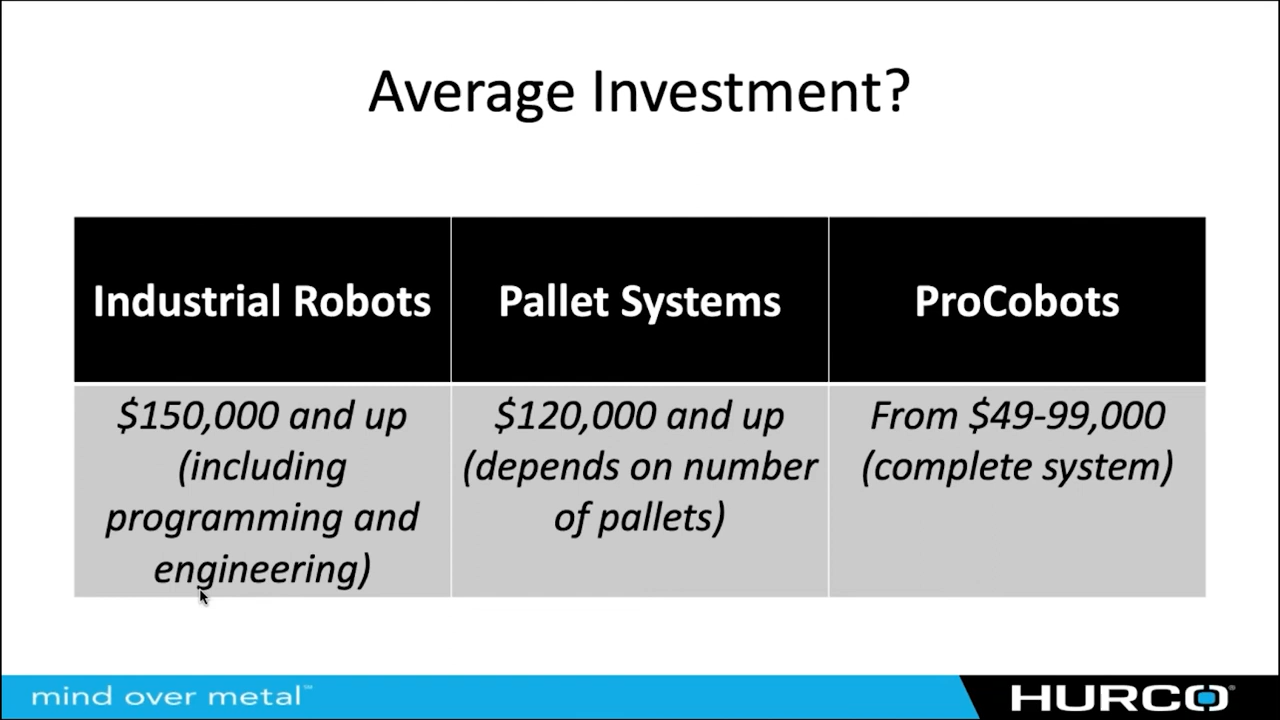 Average Investment?
Industrial Robots
Pallet Systems
ProCobots
$150,000 and up
(including
programming and
engineering)
$120,000 and up
(depends on number
of pallets)
From $49-99,000
(complete system)
mind over metal™
HURCO®